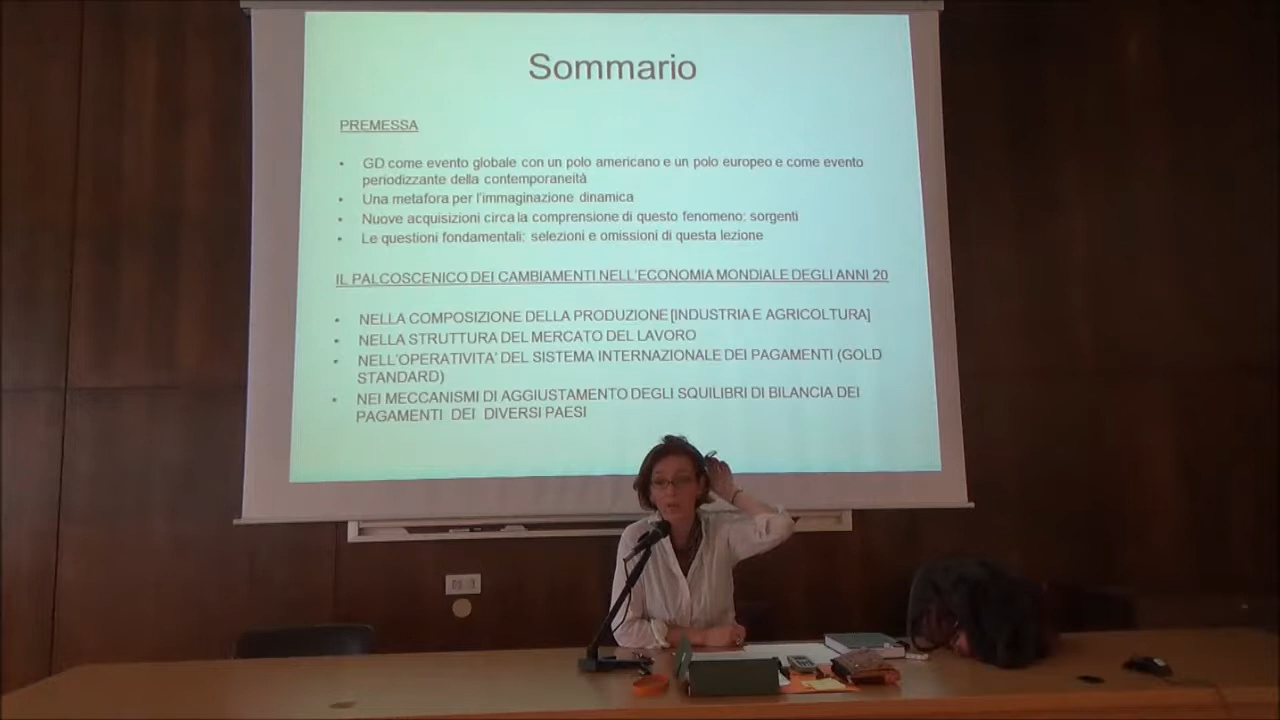 Sommario
PREMESSA
• GD come evento globale con un polo americano e un polo europeo e come evento
periodizzante della contemporaneità
• Una metafora per l'immaginazione dinamica
• Nuove acquisizioni circa la comprensione di questo fenomeno: sorgenti
• Le questioni fondamentali: selezioni e omissioni di questa lezione
IL PALCOSCENICO DEI CAMBIAMENTI NELL'ECONOMIA MONDIALE DEGLI ANNI 20
• NELLA COMPOSIZIONE DELLA PRODUZIONE [INDUSTRIA E AGRICOLTURA]
• NELLA STRUTTURA DEL MERCATO DEL LAVORO
• NELL'OPERATIVITA' DEL SISTEMA INTERNAZIONALE DEI PAGAMENTI (GOLD
STANDARD)
• NEI MECCANISMI DI AGGIUSTAMENTO DEGLI SQUILIBRI DI BILANCIA DEI
PAGAMENTI DEI DIVERSI PAESI